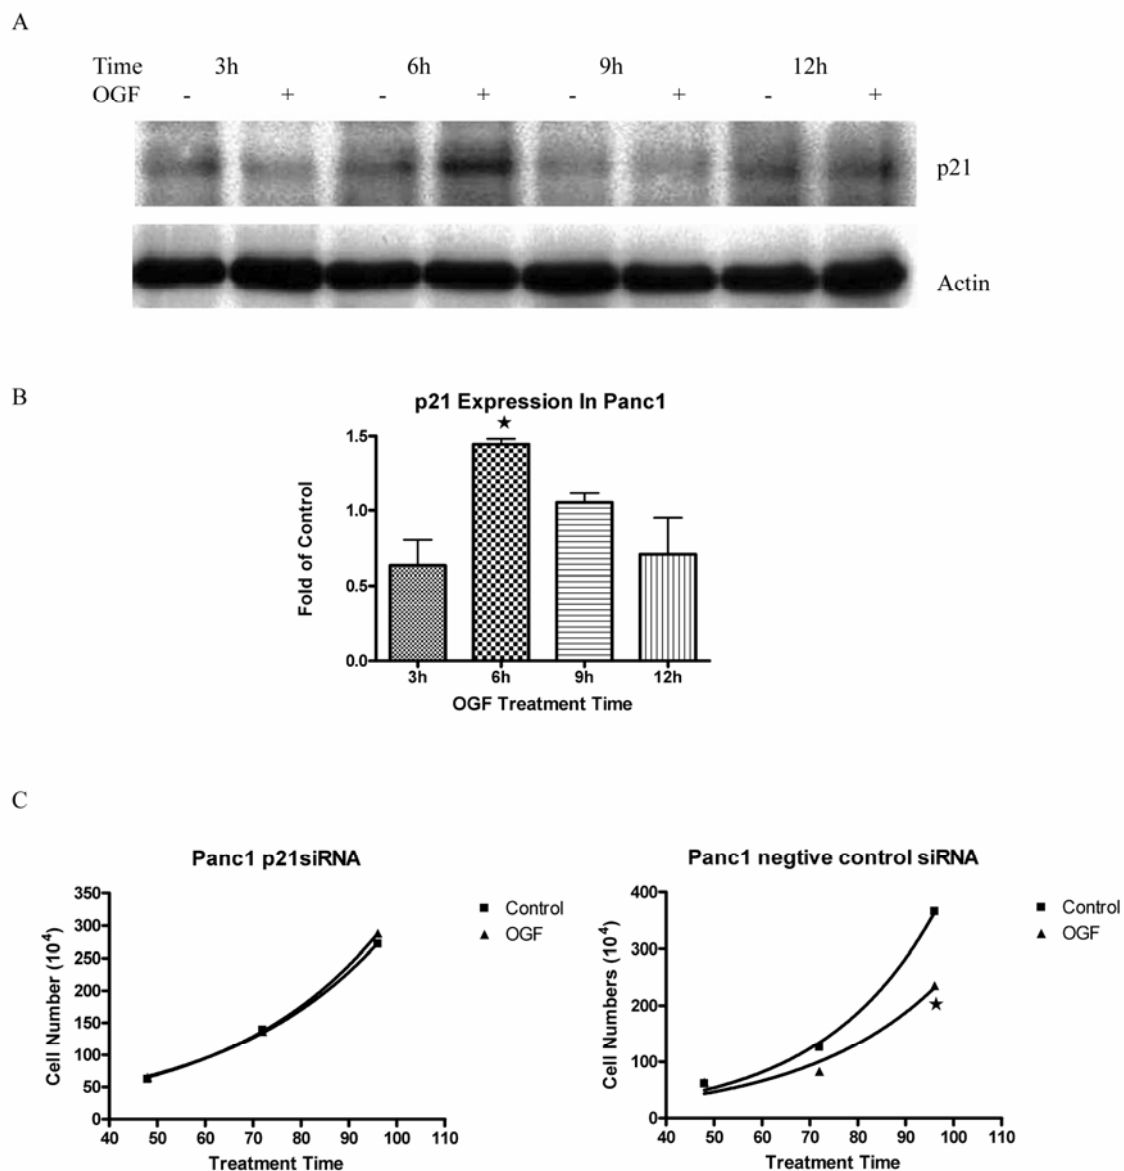 A
Time 3h 6h 9h 12h
OGF - + - + - + - +
p21
Actin
B
p21 Expression In Panc1
★
1.5
1.0
0.5
0.0
Fold of Control
3h 6h 9h 12h
OGF Treatment Time
C
Panc1 p21siRNA
350
300
250
200
150
100
50
0
Cell Number (10⁴)
40 50 60 70 80 90 100 110
Treatment Time
Control
OGF
Panc1 negtive control siRNA
400
300
200
100
0
Cell Numbers (10⁴)
40 50 60 70 80 90 100 110
Treatment Time
Control
OGF
★